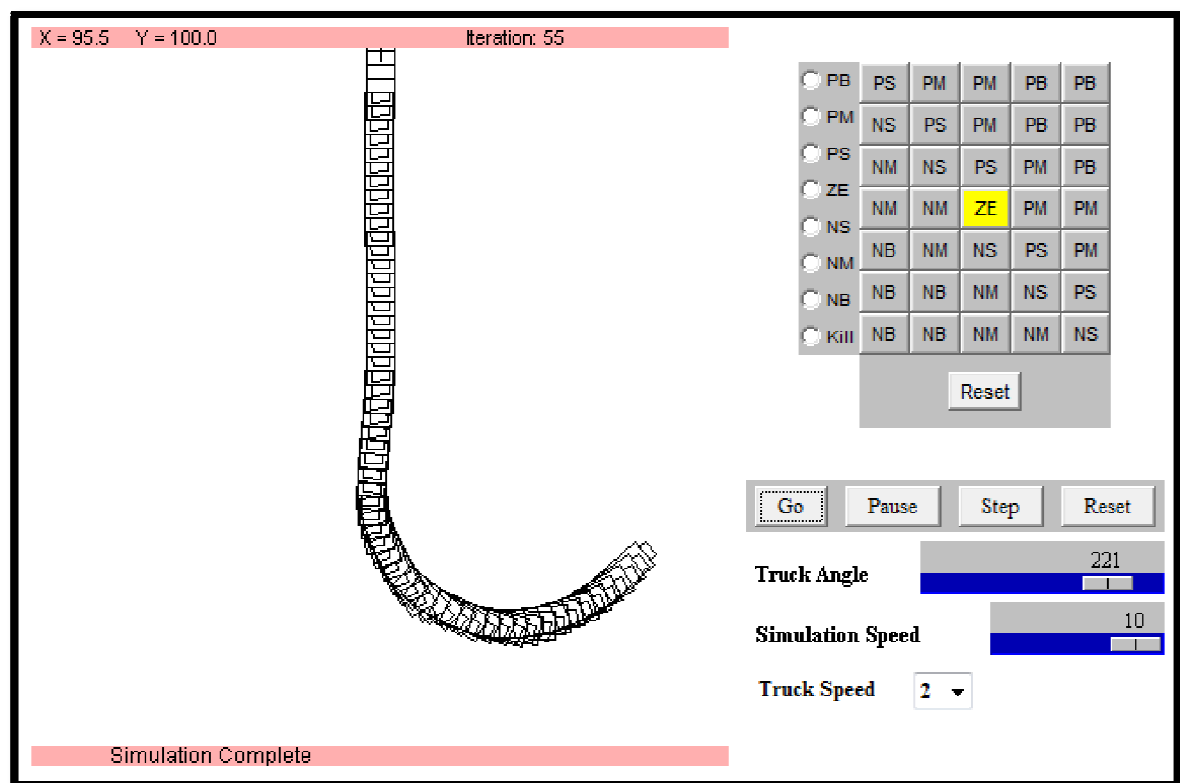 X = 95.5 Y = 100.0 Iteration: 55
PB PS PM PM PB PB
PM NS PS PM PB PB
PS NM NS PS PM PB
ZE NM NM ZE PM PM
NS NB NM NS PS PM
NM NB NB NM NS PS
NB NB NB NM NM NS
Kill
Reset
Go Pause Step Reset
Truck Angle 221
Simulation Speed 10
Truck Speed 2
Simulation Complete